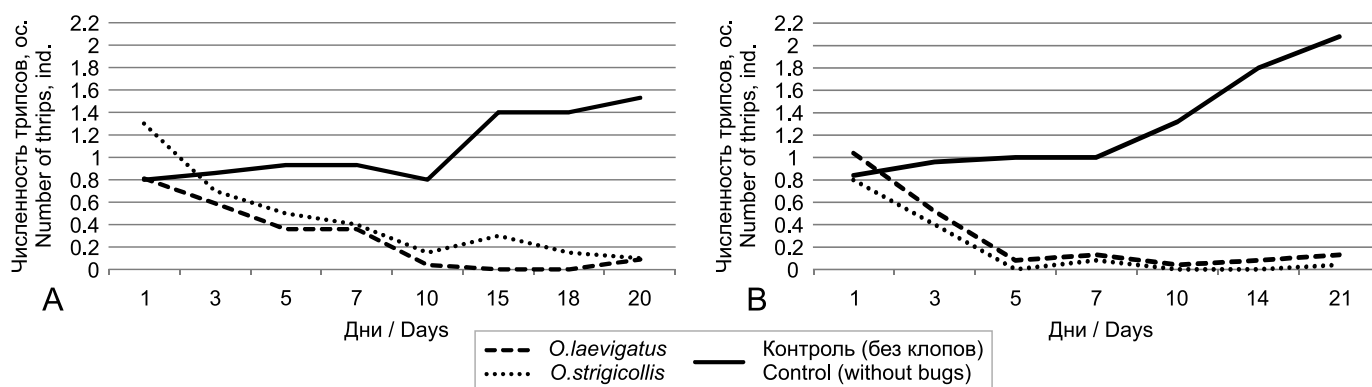 Численность трипсов, ос.
Number of thrips, ind.
2.2
2
1.8
1.6
1.4
1.2
1
0.8
0.6
0.4
0.2
0
1 3 5 7 10 15 18 20
A
Дни / Days
Численность трипсов, ос.
Number of thrips, ind.
2.2
2
1.8
1.6
1.4
1.2
1
0.8
0.6
0.4
0.2
0
1 3 5 7 10 14 21
B
Дни / Days
O.laevigatus
O.strigicollis
Контроль (без клопов)
Control (without bugs)